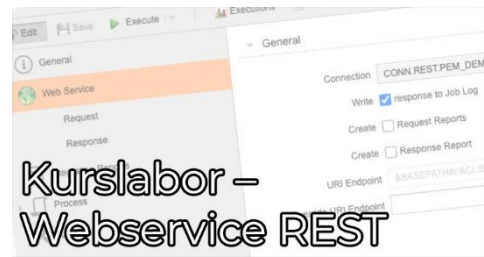 Edit Save Execute Executions
General
General
Web Service
Connection CONN.REST.PEM_DEM
Request
Write response to Job Log
Response
Create Request Reports
Create Response Report
Process
URI Endpoint &BASEPATH#/&CLIE
URI Endpoint
Kurslabor –
Webservice REST